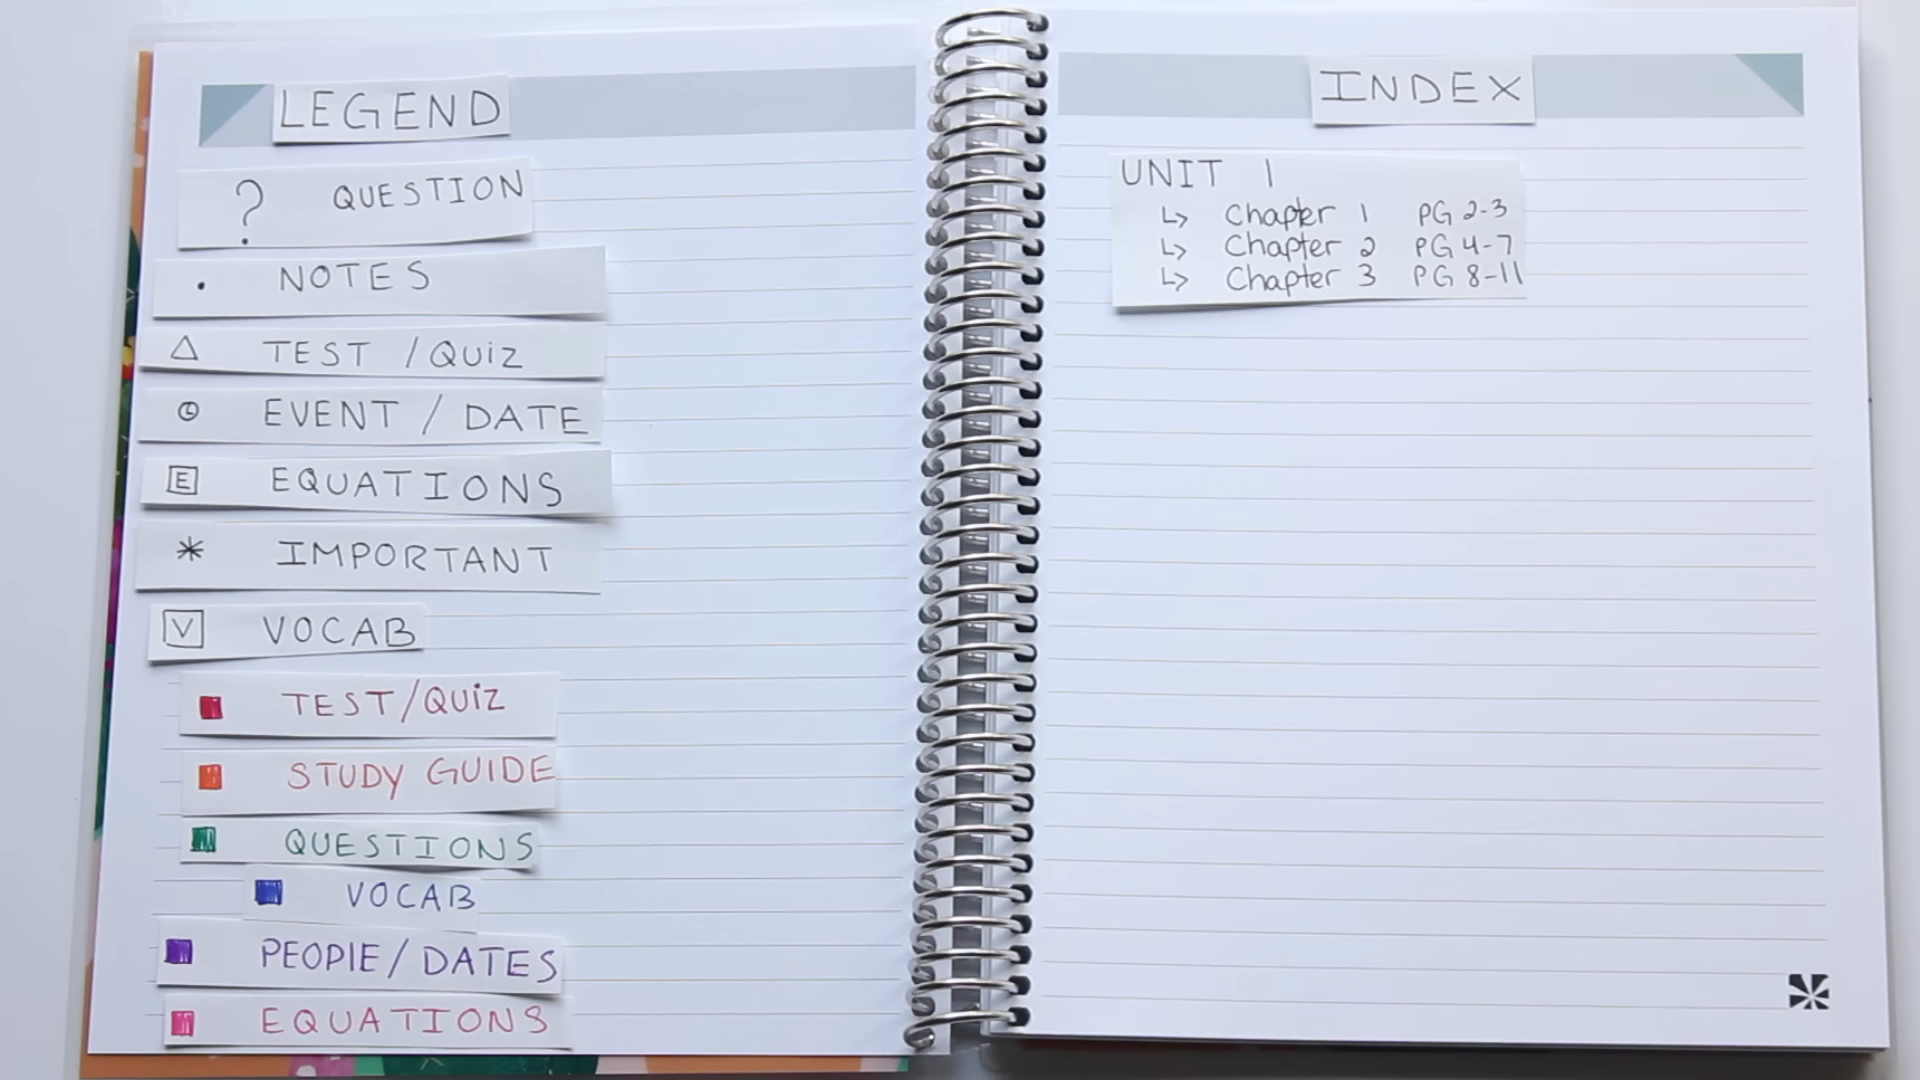 LEGEND
? QUESTION
• NOTES
△ TEST / QUiZ
EVENT / DATE
E EQUATIONS
* IMPORTANT
V VOCAB
TEST/QUiZ
STUDY GUIDE
QUESTIONS
VOCAB
PEOPlE/DATES
EQUATIONS
INDEX
UNIT 1
↳ Chapter 1 PG 2-3
↳ Chapter 2 PG 4-7
↳ Chapter 3 PG 8-11